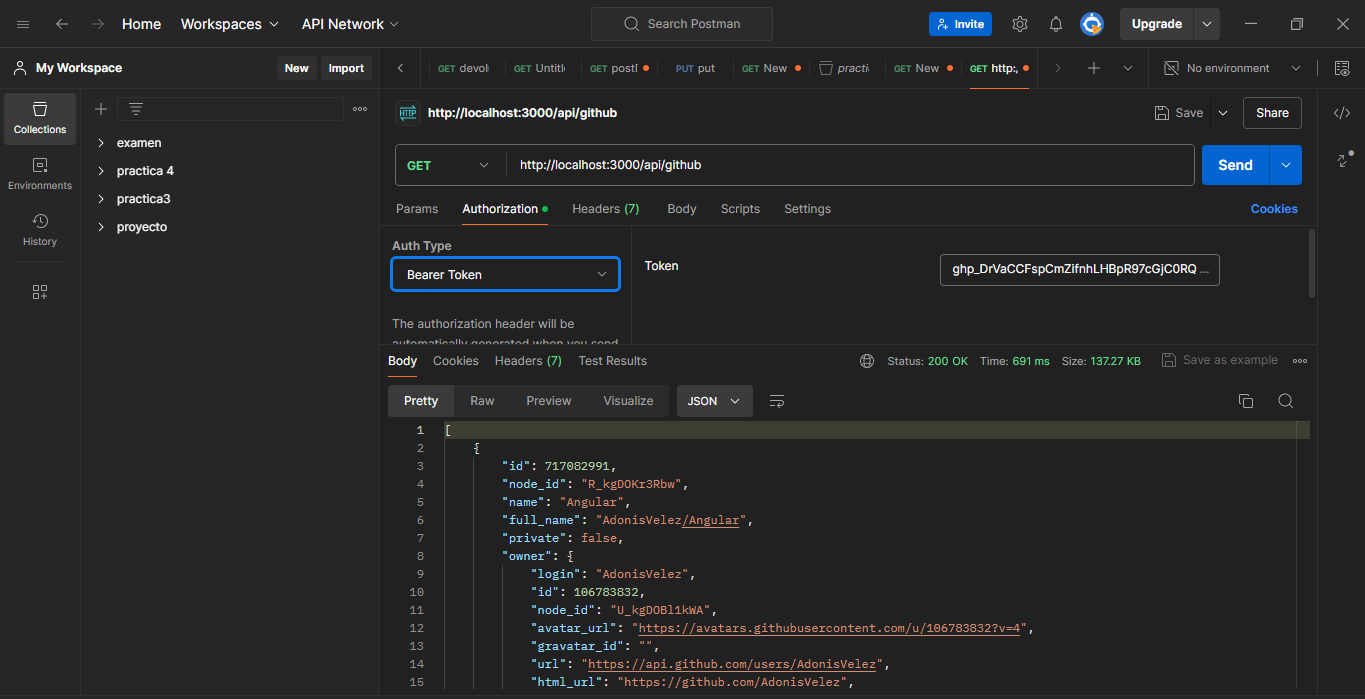 Home Workspaces API Network Search Postman Invite Upgrade
My Workspace New Import
GET devol GET Untitl GET postl PUT put GET New practi GET New GET http:, No environment
Collections
Environments
History
examen
practica 4
practica3
proyecto
HTTP http://localhost:3000/api/github Save Share
GET http://localhost:3000/api/github Send
Params Authorization Headers (7) Body Scripts Settings Cookies
Auth Type
Bearer Token
Token ghp_DrVaCCFspCmZifnhLHBpR97cGjC0RQ ...
The authorization header will be
automatically generated when you send
Body Cookies Headers (7) Test Results Status: 200 OK Time: 691 ms Size: 137.27 KB Save as example
Pretty Raw Preview Visualize JSON
1 [
2 {
3 "id": 717082991,
4 "node_id": "R_kgDOKr3Rbw",
5 "name": "Angular",
6 "full_name": "AdonisVelez/Angular",
7 "private": false,
8 "owner": {
9 "login": "AdonisVelez",
10 "id": 106783832,
11 "node_id": "U_kgDOBl1kWA",
12 "avatar_url": "https://avatars.githubusercontent.com/u/106783832?v=4",
13 "gravatar_id": "",
14 "url": "https://api.github.com/users/AdonisVelez",
15 "html_url": "https://github.com/AdonisVelez",